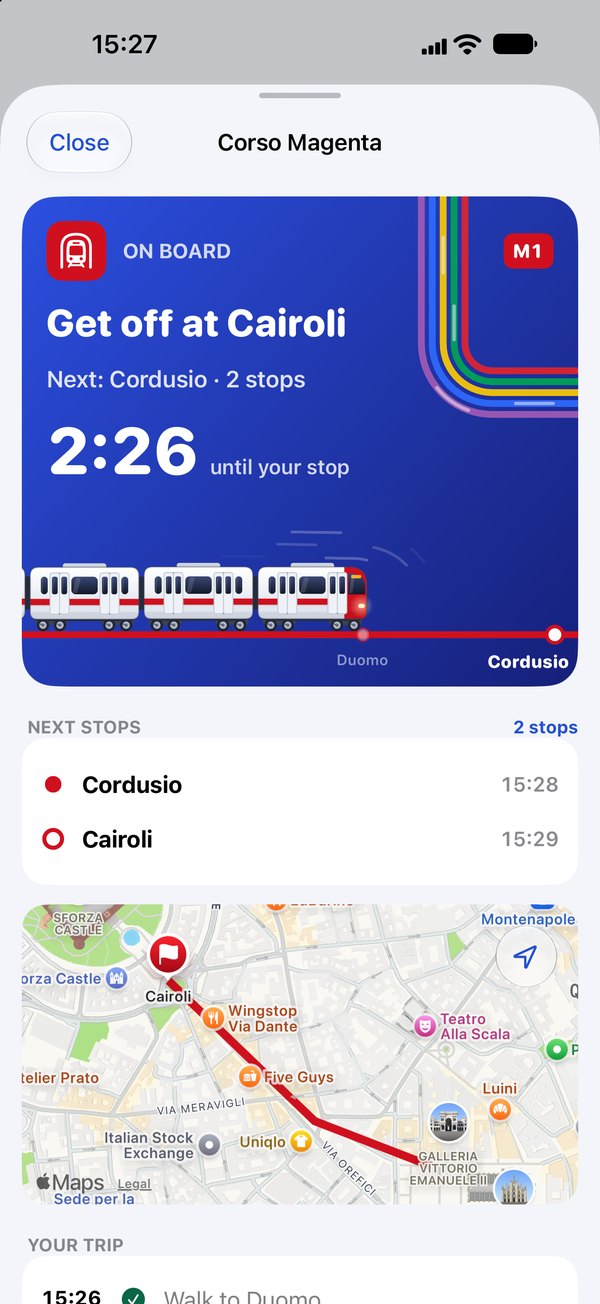 15:27
Close
Corso Magenta
ON BOARD
M1
Get off at Cairoli
Next: Cordusio · 2 stops
2:26 until your stop
Duomo
Cordusio
NEXT STOPS
2 stops
Cordusio
15:28
Cairoli
15:29
SFORZA
CASTLE
Montenapole
orza Castle
Cairoli
Wingstop
Via Dante
Teatro
Alla Scala
P
telier Prato
Five Guys
Luini
VIA MERAVIGLI
Italian Stock
Exchange
Uniqlo
VIA OREFICI
GALLERIA
VITTORIO
EMANUELE II
Maps
Legal
Sede per la
YOUR TRIP
15:26
Walk to Duomo